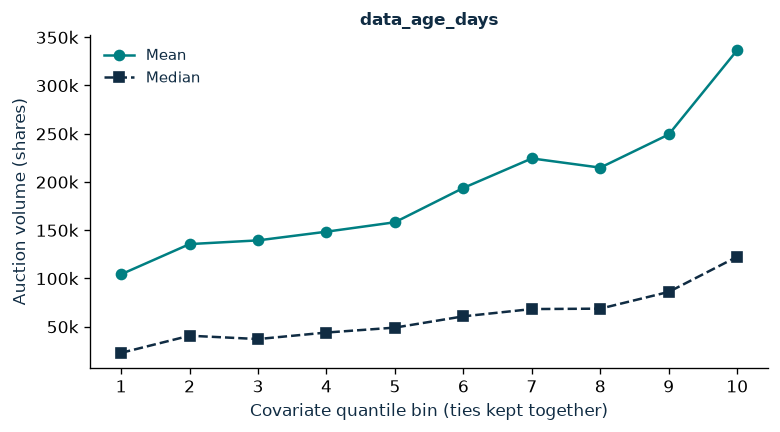 data_age_days
Mean
Median
Auction volume (shares)
350k
300k
250k
200k
150k
100k
50k
1 2 3 4 5 6 7 8 9 10
Covariate quantile bin (ties kept together)